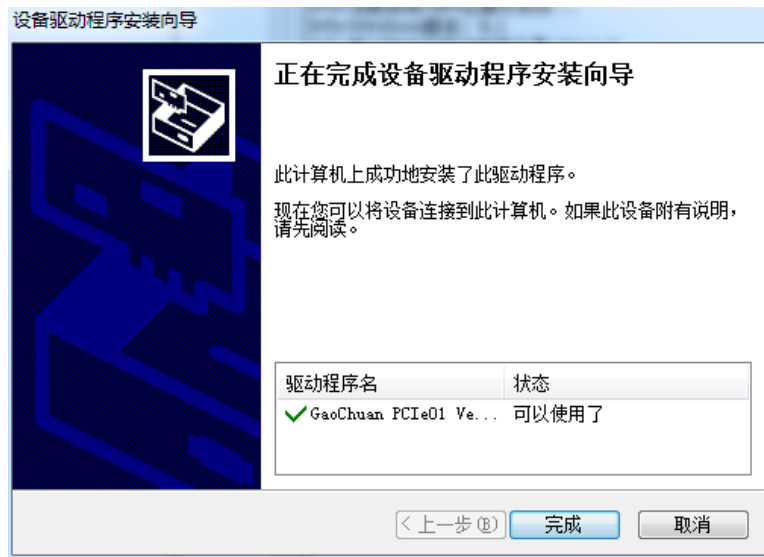 设备驱动程序安装向导
正在完成设备驱动程序安装向导
此计算机上成功地安装了此驱动程序。
现在您可以将设备连接到此计算机。如果此设备附有说明，
请先阅读。
驱动程序名 状态
GaoChuan PCIe01 Ve... 可以使用了
<上一步(B) 完成 取消